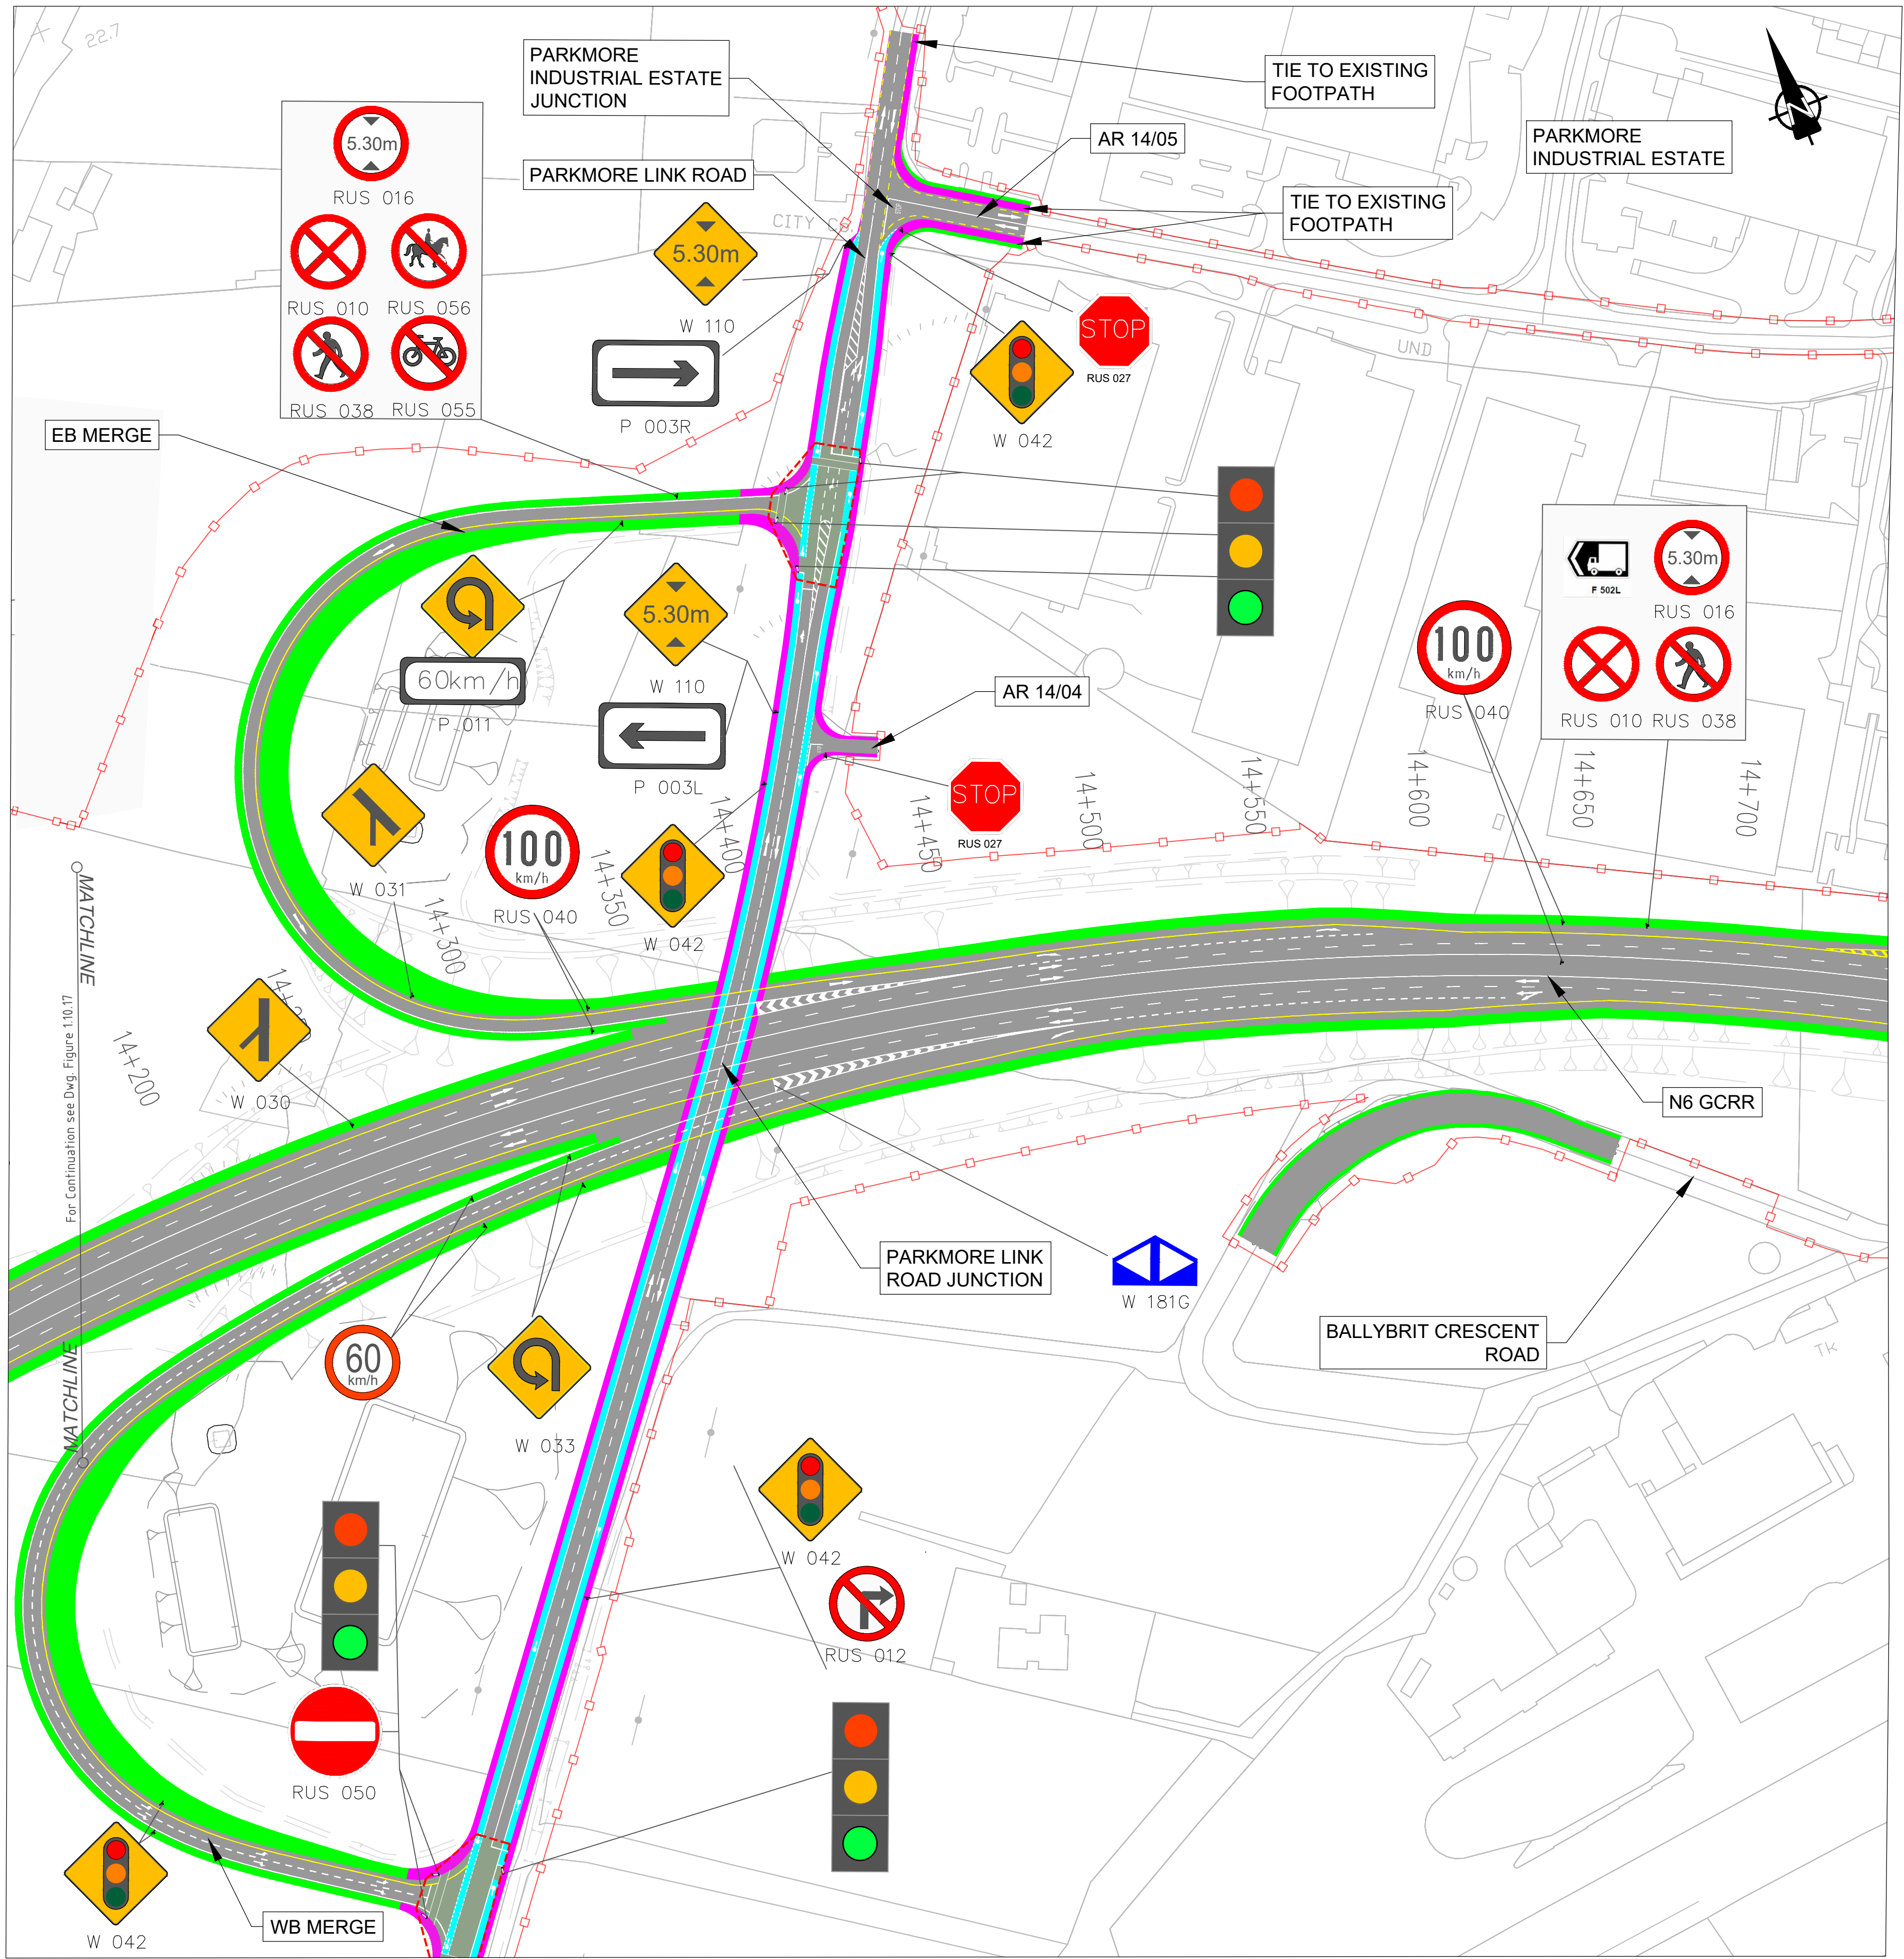 22.7
PARKMORE
INDUSTRIAL ESTATE
JUNCTION
TIE TO EXISTING
FOOTPATH
PARKMORE
INDUSTRIAL ESTATE
AR 14/05
PARKMORE LINK ROAD
TIE TO EXISTING
FOOTPATH
5.30m
RUS 016
RUS 010 RUS 056
RUS 038 RUS 055
CITY
5.30m
W 110
P 003R
STOP
RUS 027
W 042
UND
EB MERGE
60km/h
P 011
5.30m
W 110
P 003L
AR 14/04
STOP
RUS 027
F 502L
5.30m
RUS 016
RUS 010 RUS 038
100
km/h
RUS 040
W 031
100
km/h
RUS 040
W 042
14+200
14+300
14+350
14+400
14+450
14+500
14+550
14+600
14+650
14+700
MATCHLINE
For Continuation see Dwg. Figure 1.10.17
MATCHLINE
W 030
N6 GCRR
PARKMORE LINK
ROAD JUNCTION
W 181G
BALLYBRIT CRESCENT
ROAD
Tk
60
km/h
W 033
W 042
RUS 012
RUS 050
WB MERGE
W 042